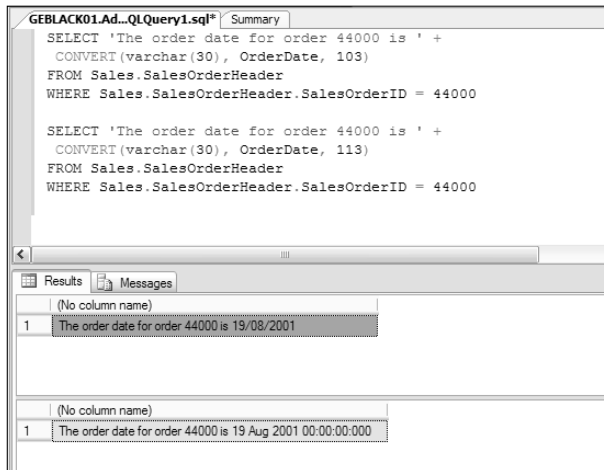 GEBLACK01.Ad...QLQuery1.sql* Summary
SELECT 'The order date for order 44000 is ' +
CONVERT(varchar(30), OrderDate, 103)
FROM Sales.SalesOrderHeader
WHERE Sales.SalesOrderHeader.SalesOrderID = 44000
SELECT 'The order date for order 44000 is ' +
CONVERT(varchar(30), OrderDate, 113)
FROM Sales.SalesOrderHeader
WHERE Sales.SalesOrderHeader.SalesOrderID = 44000
Results Messages
(No column name)
1 The order date for order 44000 is 19/08/2001
(No column name)
1 The order date for order 44000 is 19 Aug 2001 00:00:00:000